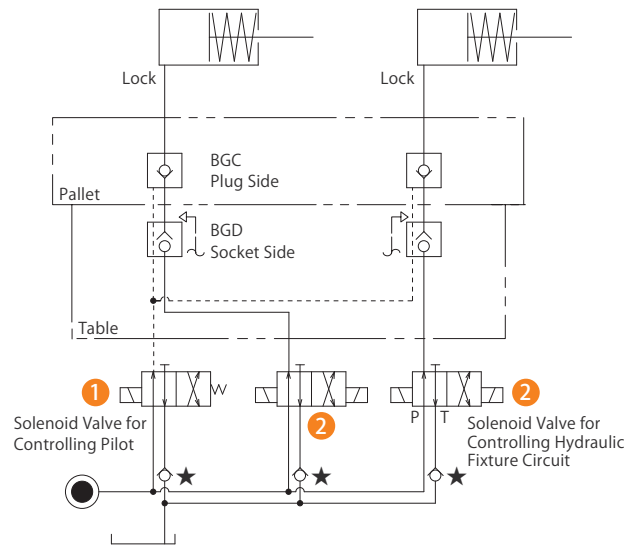 Lock
Lock
BGC
Plug Side
Pallet
BGD
Socket Side
Table
1
2
2
P T
Solenoid Valve for
Controlling Pilot
Solenoid Valve for
Controlling Hydraulic
Fixture Circuit